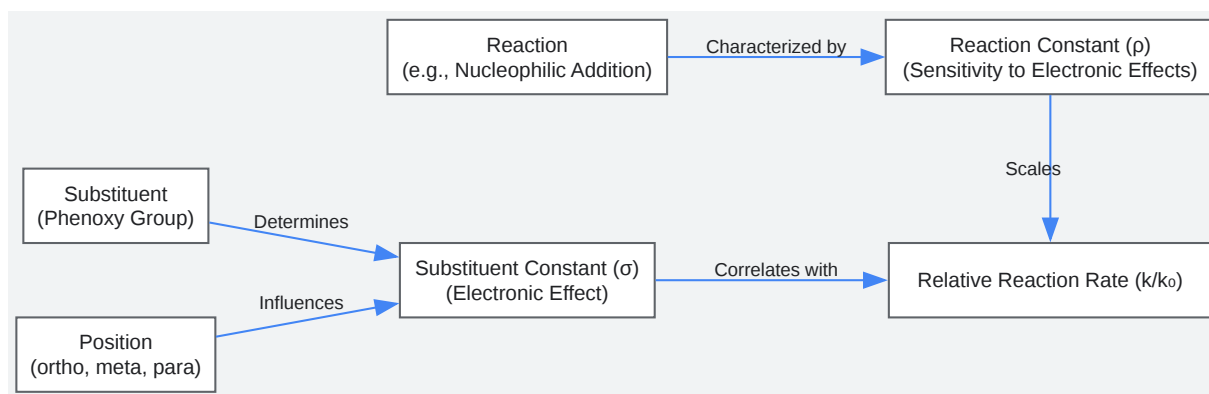 Reaction
(e.g., Nucleophilic Addition)
Characterized by
Reaction Constant (ρ)
(Sensitivity to Electronic Effects)
Scales
Substituent
(Phenoxy Group)
Determines
Substituent Constant (σ)
(Electronic Effect)
Correlates with
Relative Reaction Rate (k/k₀)
Influences
Position
(ortho, meta, para)